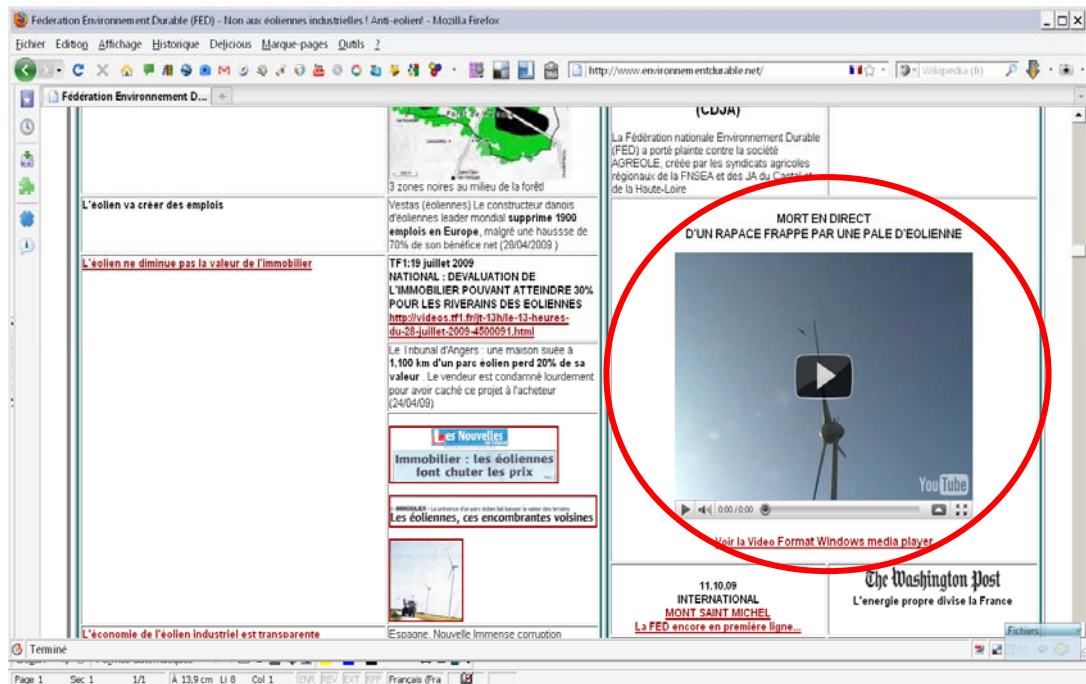 Federation Environnement Durable (FED) - Non aux éoliennes industrielles ! Anti-eolien! - Mozilla Firefox
Fichier Edition Affichage Historique Delicious Marque-pages Outils ?
http://www.environnementdurable.net/
Wikipedia (fr)
Fédération Environnement D...
3 zones noires au milieu de la forêt!
(CDJA)
La Fédération nationale Environnement Durable
(FED) a porté plainte contre la société
AGREOLE, créée par les syndicats agricoles
régionaux de la FNSEA et des JA du Cantal et
de la Haute-Loire
L'éolien va créer des emplois
Vestas (éoliennes) Le constructeur danois
d'éoliennes leader mondial supprime 1900
emplois en Europe, malgré une haussse de
70% de son bénéfice net (28/04/2009 )
L'éolien ne diminue pas la valeur de l'immobilier
TF1:19 juillet 2009
NATIONAL : DEVALUATION DE
L'IMMOBILIER POUVANT ATTEINDRE 30%
POUR LES RIVERAINS DES EOLIENNES
http://videos.tf1.fr/jt-13h/le-13-heures-
du-28-juillet-2009-4500091.html
Le Tribunal d'Angers : une maison siuée à
1,100 km d'un parc éolien perd 20% de sa
valeur . Le vendeur est condamné lourdement
pour avoir caché ce projet à l'acheteur
(24/04/09)
Les Nouvelles
Immobilier : les éoliennes
font chuter les prix
IMMOBILIER - La présence d'un parc éolien fait baisser la valeur des terrains
Les éoliennes, ces encombrantes voisines
L'économie de l'éolien industriel est transparente
Espagne. Nouvelle Immense corruption
MORT EN DIRECT
D'UN RAPACE FRAPPE PAR UNE PALE D'EOLIENNE
YouTube
0:00 / 0:00
Voir la Video Format Windows media player
11.10.09
INTERNATIONAL
MONT SAINT MICHEL
La FED encore en première ligne...
The Washington Post
L'energie propre divise la France
Fichiers
Terminé
Page 1 Sec 1 1/1 À 13,9 cm Li 8 Col 1 ENR REV EXT RFP Français (Fra